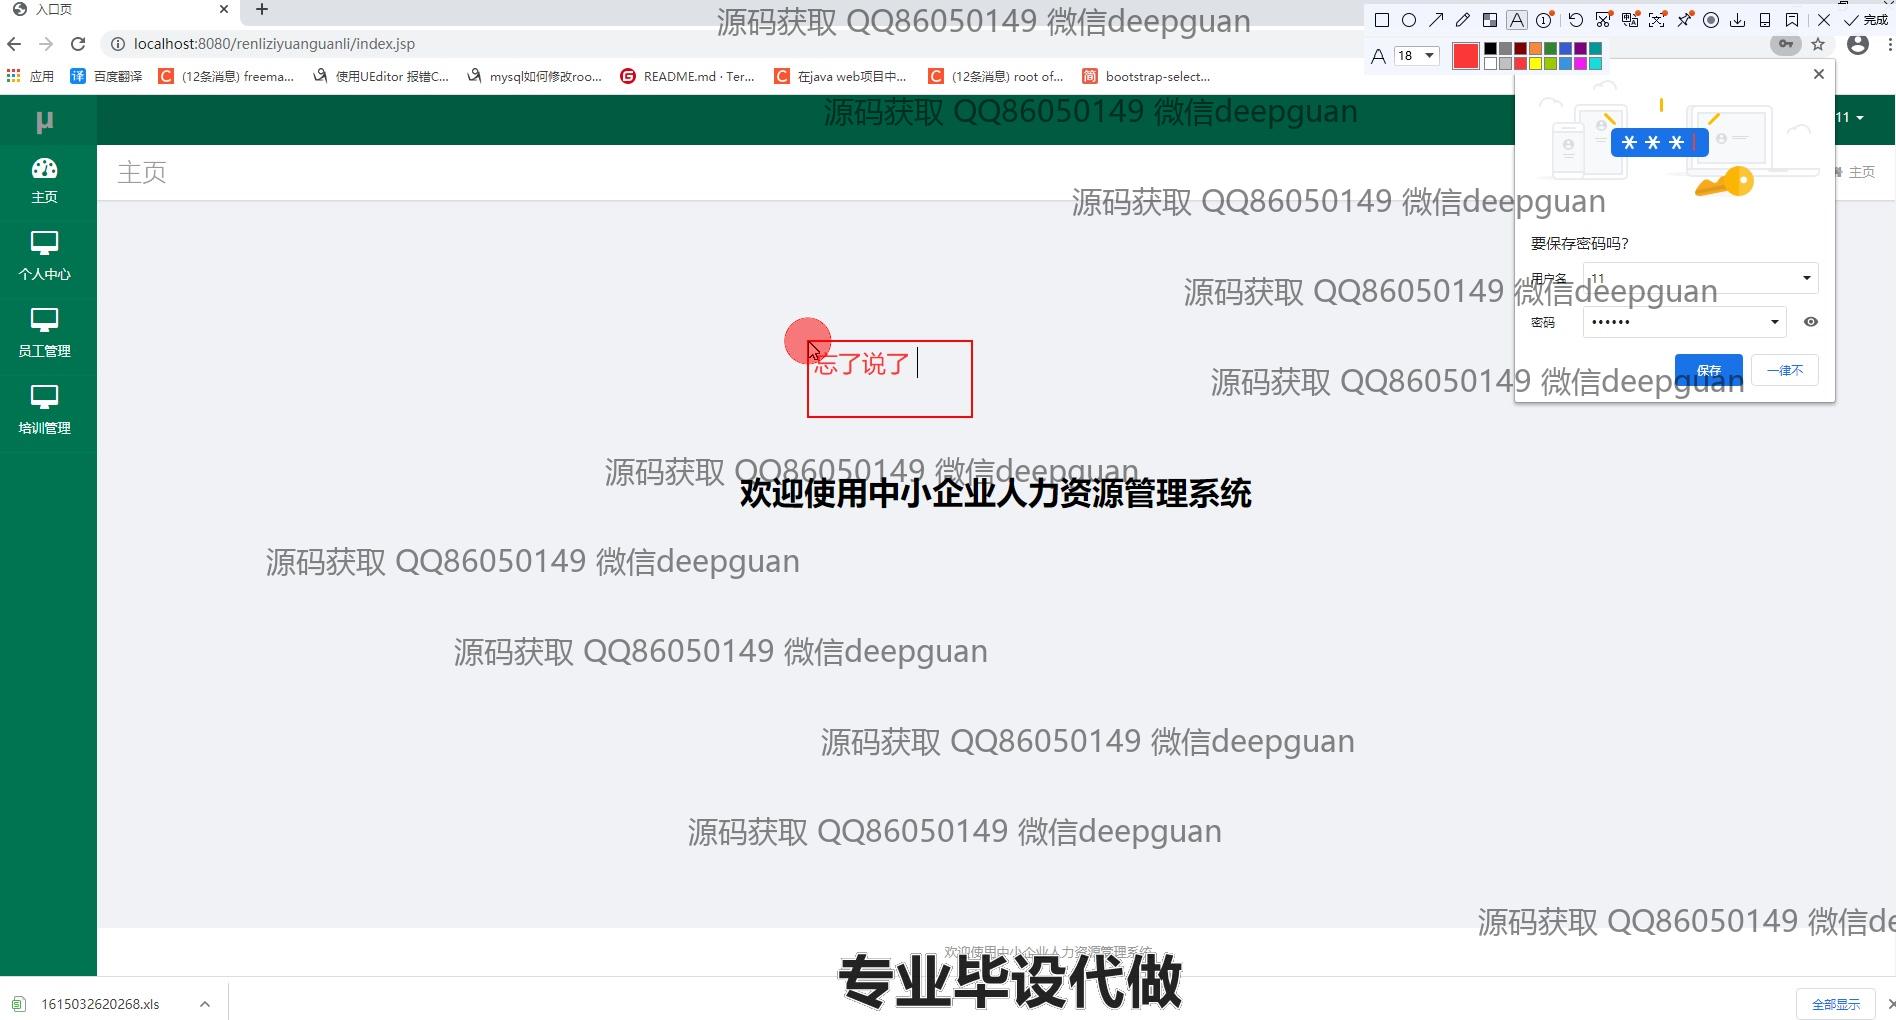 入口页
源码获取 QQ86050149 微信deepguan
18
完成
localhost:8080/renliziyuanguanli/index.jsp
应用
百度翻译
(12条消息) freema...
使用UEditor 报错C...
mysql如何修改roo...
README.md · Ter...
在java web项目中...
(12条消息) root of...
bootstrap-select...
μ
源码获取 QQ86050149 微信deepguan
11
主页
主页
主页
源码获取 QQ86050149 微信deepguan
要保存密码吗?
个人中心
用户名
11
源码获取 QQ86050149 微信deepguan
密码
••••••
员工管理
忘了说了
保存
一律不
源码获取 QQ86050149 微信deepguan
培训管理
源码获取 QQ86050149 微信deepguan
欢迎使用中小企业人力资源管理系统
源码获取 QQ86050149 微信deepguan
源码获取 QQ86050149 微信deepguan
源码获取 QQ86050149 微信deepguan
源码获取 QQ86050149 微信deepguan
源码获取 QQ86050149 微信de
欢迎使用中小企业人力资源管理系统
专业毕设代做
1615032620268.xls
全部显示